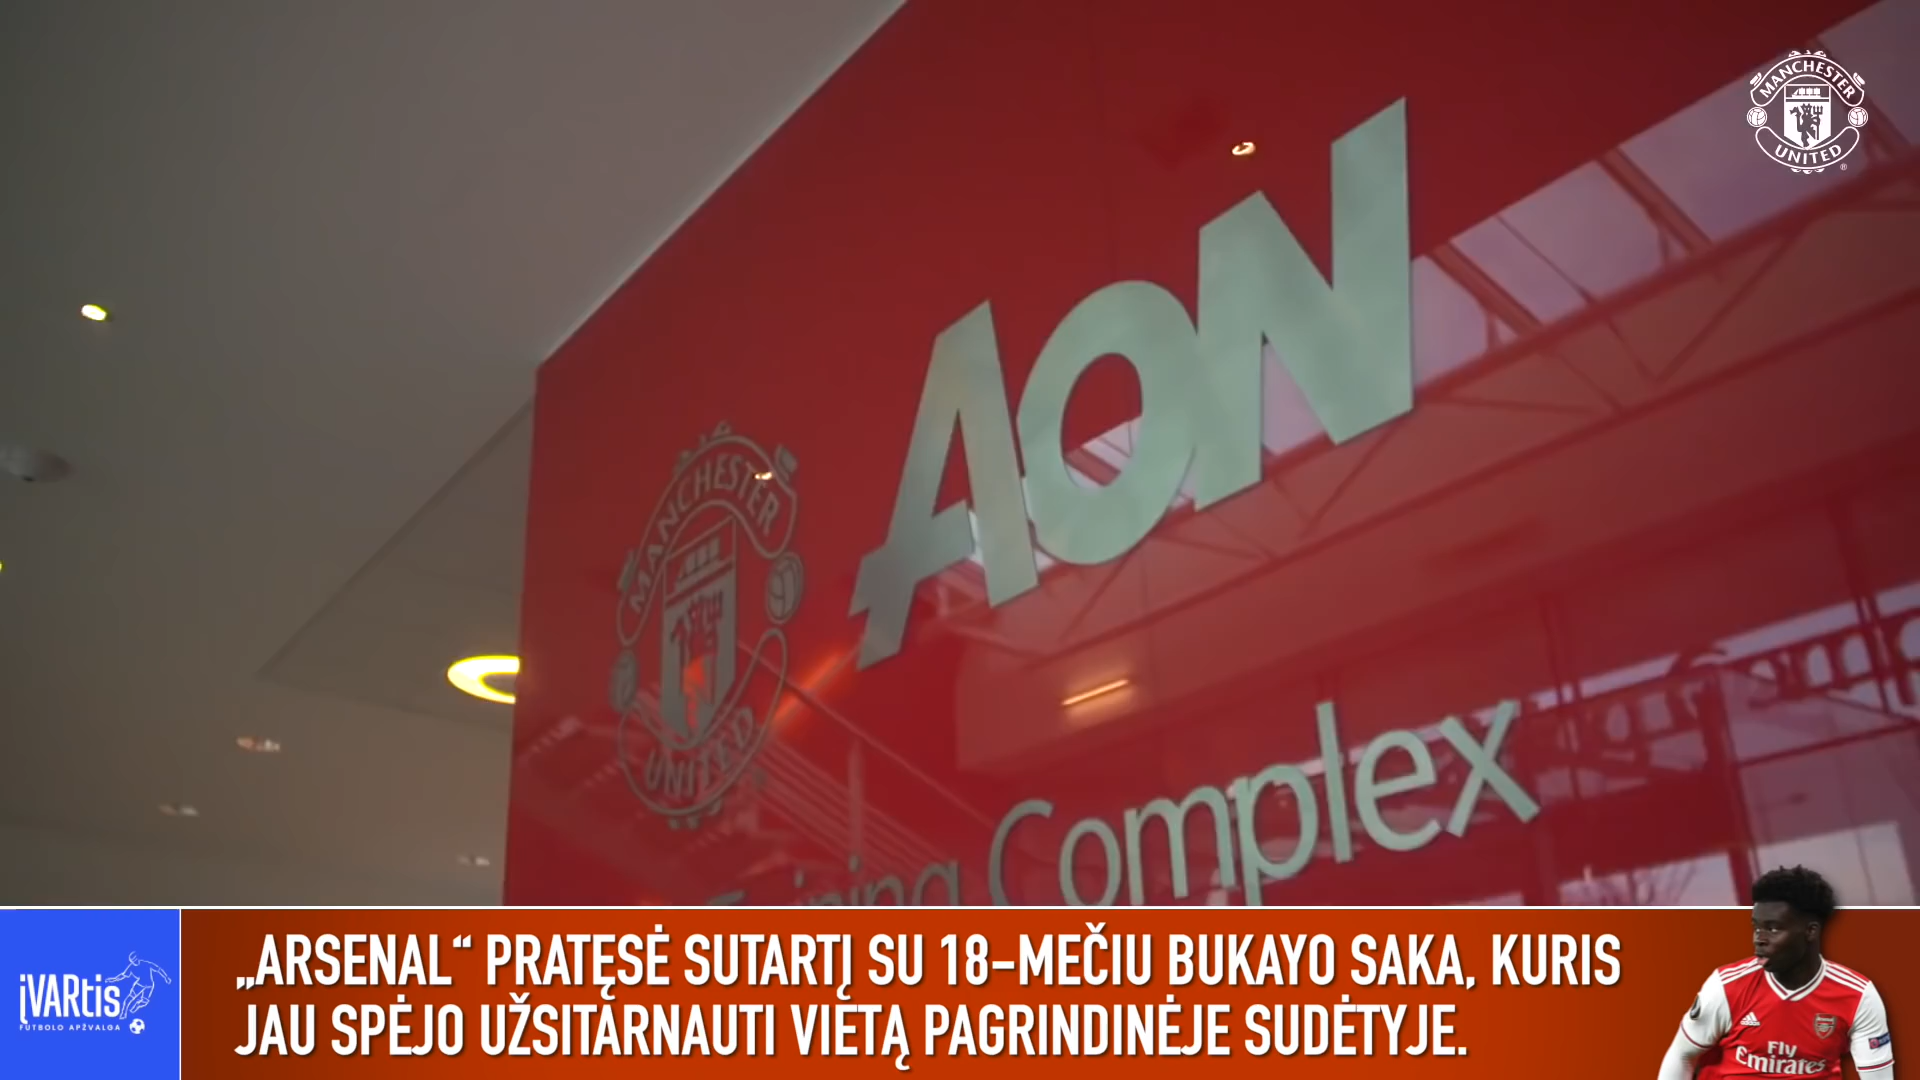 MANCHESTER
UNITED
AON
MANCHESTER
UNITED
Training Complex
„ARSENAL“ PRATĘSĖ SUTARTĮ SU 18-MEČIU BUKAYO SAKA, KURIS
JAU SPĖJO UŽSITARNAUTI VIETĄ PAGRINDINĖJE SUDĖTYJE.
įVARtis
FUTBOLO APŽVALGA
Fly
Emirates